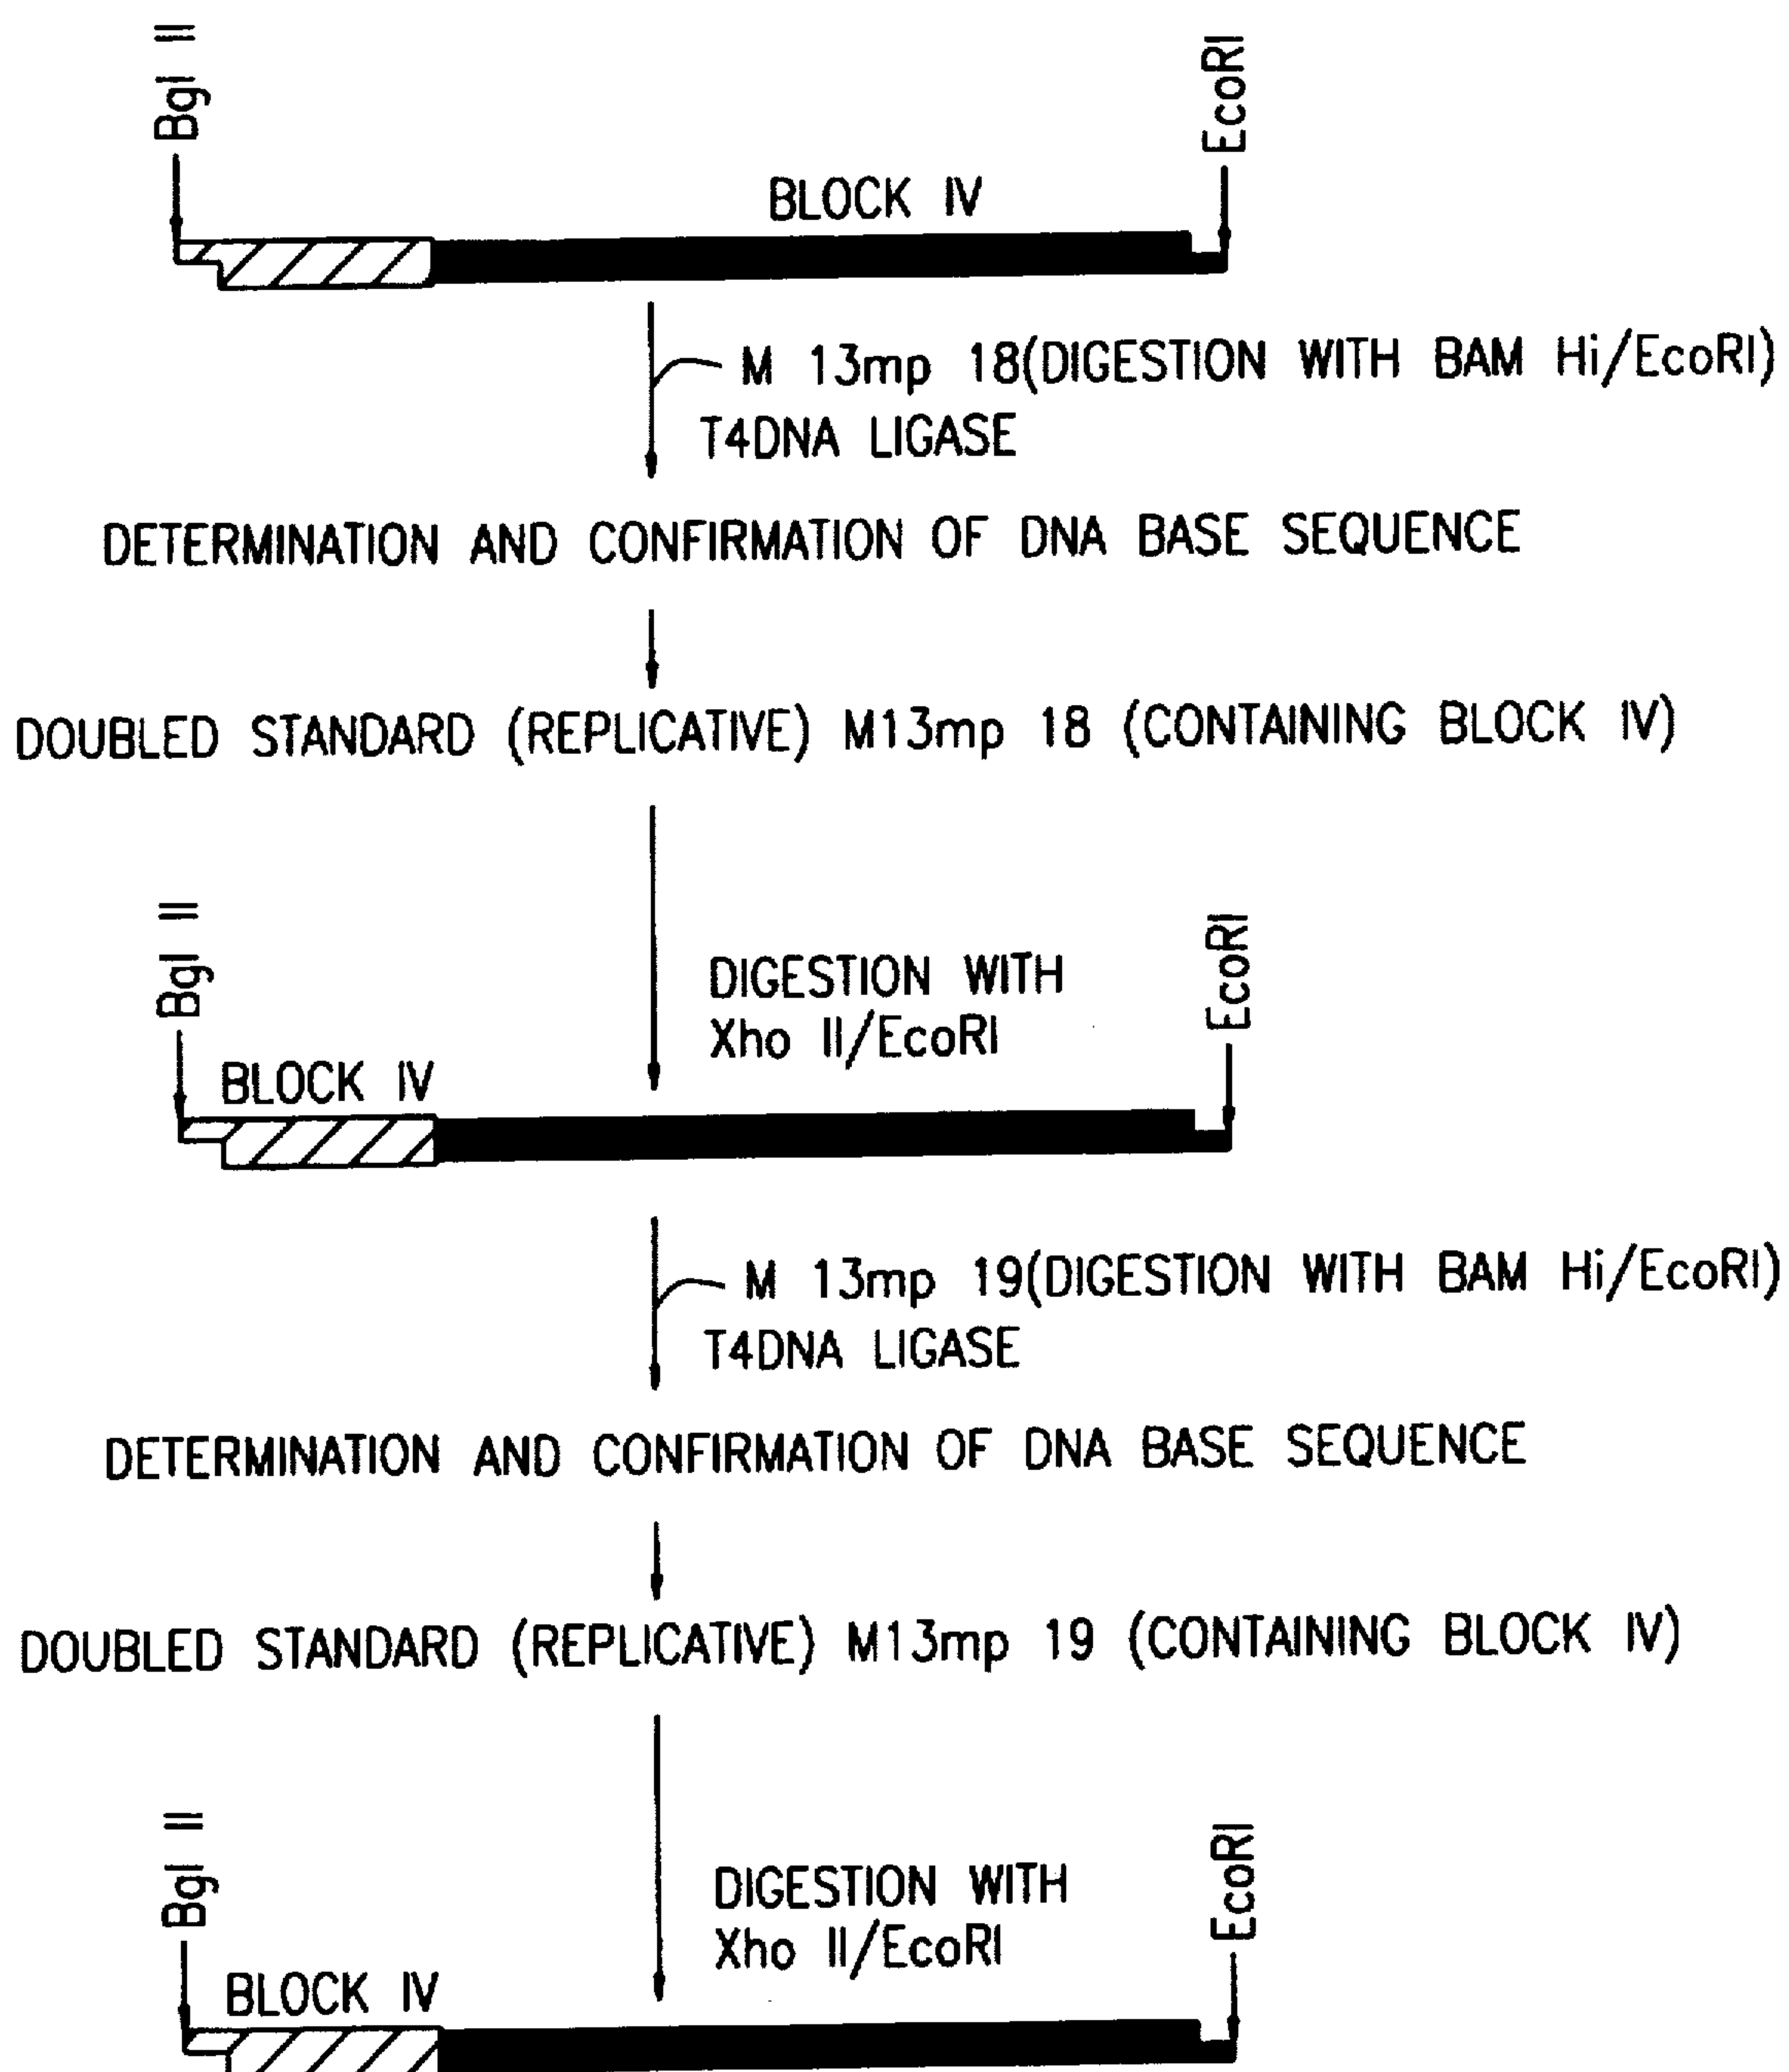 Bgl II
EcoRI
BLOCK IV
M 13mp 18(DIGESTION WITH BAM Hi/EcoRI)
T4DNA LIGASE
DETERMINATION AND CONFIRMATION OF DNA BASE SEQUENCE
DOUBLED STANDARD (REPLICATIVE) M13mp 18 (CONTAINING BLOCK IV)
Bgl II
EcoRI
DIGESTION WITH
Xho II/EcoRI
BLOCK IV
M 13mp 19(DIGESTION WITH BAM Hi/EcoRI)
T4DNA LIGASE
DETERMINATION AND CONFIRMATION OF DNA BASE SEQUENCE
DOUBLED STANDARD (REPLICATIVE) M13mp 19 (CONTAINING BLOCK IV)
Bgl II
EcoRI
DIGESTION WITH
Xho II/EcoRI
BLOCK IV